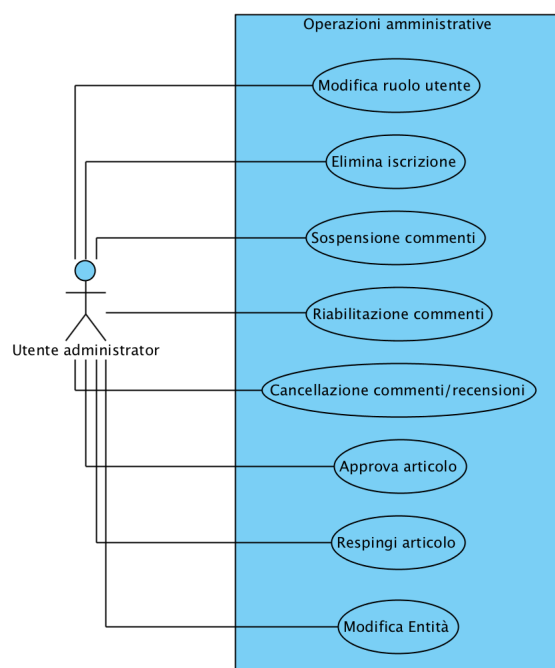 Operazioni amministrative
Modifica ruolo utente
Elimina iscrizione
Sospensione commenti
Riabilitazione commenti
Utente administrator
Cancellazione commenti/recensioni
Approva articolo
Respingi articolo
Modifica Entità